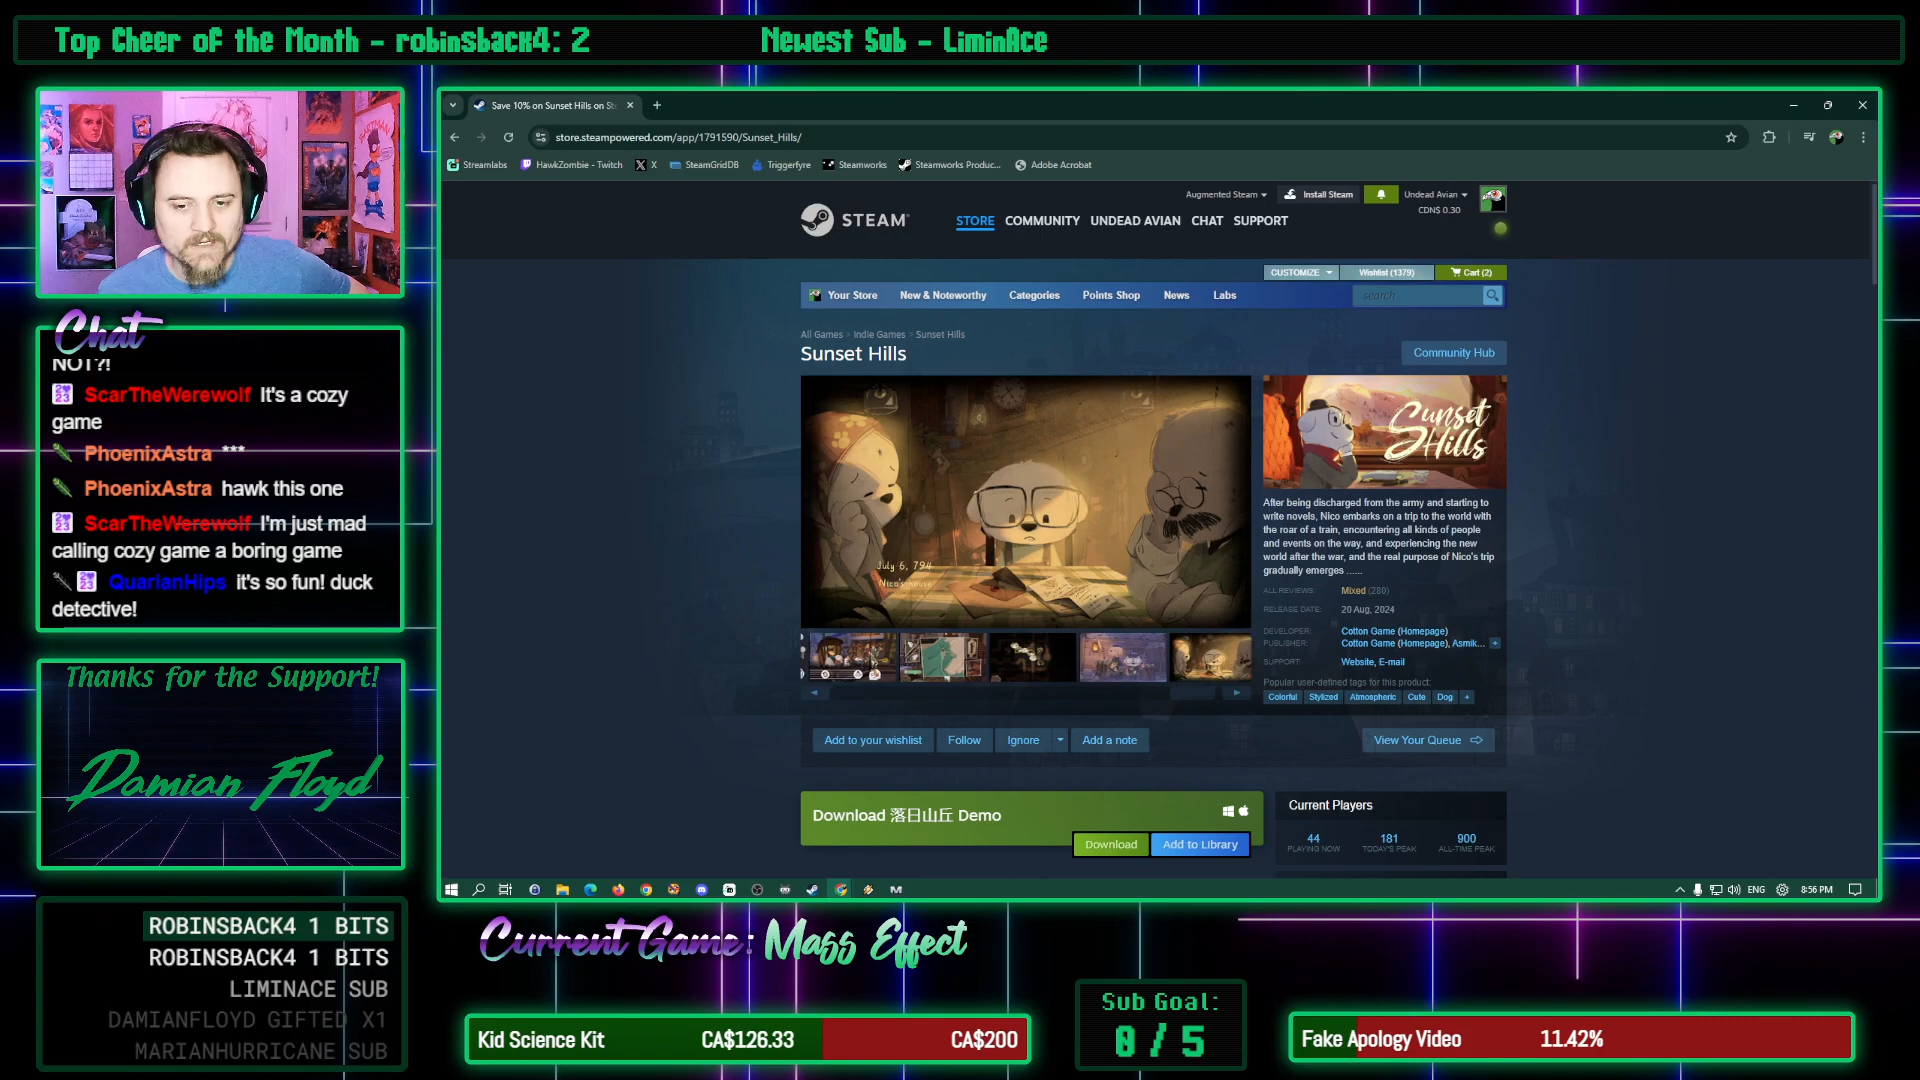 Top Cheer of the Month - robinsback4: 2
Newest Sub - LiminAce
Chat
NOT?!
ScarTheWerewolf It's a cozy
game
PhoenixAstra ***
PhoenixAstra hawk this one
ScarTheWerewolf I'm just mad
calling cozy game a boring game
QuarianHips it's so fun! duck
detective!
Thanks for the Support!
Damian Floyd
ROBINSBACK4 1 BITS
ROBINSBACK4 1 BITS
LIMINACE SUB
DAMIANFLOYD GIFTED X1
MARIANHURRICANE SUB
Save 10% on Sunset Hills on St
store.steampowered.com/app/1791590/Sunset_Hills/
Streamlabs HawkZombie - Twitch X SteamGridDB Triggerfyre Steamworks Steamworks Produc... Adobe Acrobat
Augmented Steam Install Steam Undead Avian
CDN$ 0.30
STEAM STORE COMMUNITY UNDEAD AVIAN CHAT SUPPORT
CUSTOMIZE Wishlist (1379) Cart (2)
Your Store New & Noteworthy Categories Points Shop News Labs search
All Games > Indie Games > Sunset Hills
Sunset Hills
Community Hub
July 6, 794
Nico's house
Sunset Hills
After being discharged from the army and starting to
write novels, Nico embarks on a trip to the world with
the roar of a train, encountering all kinds of people
and events on the way, and experiencing the new
world after the war, and the real purpose of Nico's trip
gradually emerges ......
ALL REVIEWS: Mixed (280)
RELEASE DATE: 20 Aug, 2024
DEVELOPER: Cotton Game (Homepage)
PUBLISHER: Cotton Game (Homepage), Asmik... +
SUPPORT: Website, E-mail
Popular user-defined tags for this product:
Colorful Stylized Atmospheric Cute Dog +
Add to your wishlist Follow Ignore Add a note View Your Queue
Download 落日山丘 Demo
Download Add to Library
Current Players
44 181 900
PLAYING NOW TODAY'S PEAK ALL-TIME PEAK
ENG 8:56 PM
Current Game: Mass Effect
Kid Science Kit CA$126.33 CA$200
Sub Goal:
0 / 5
Fake Apology Video 11.42%